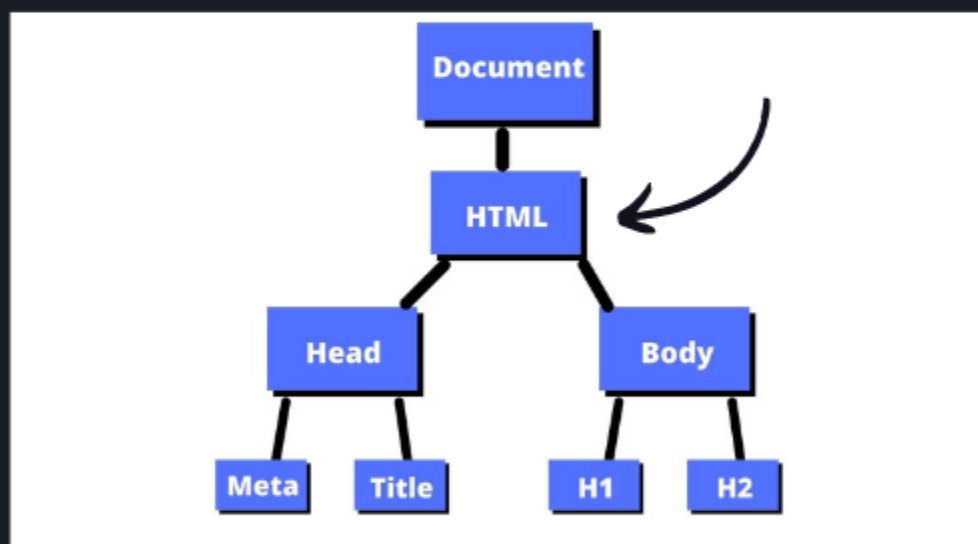 Document
HTML
Head
Body
Meta
Title
H1
H2